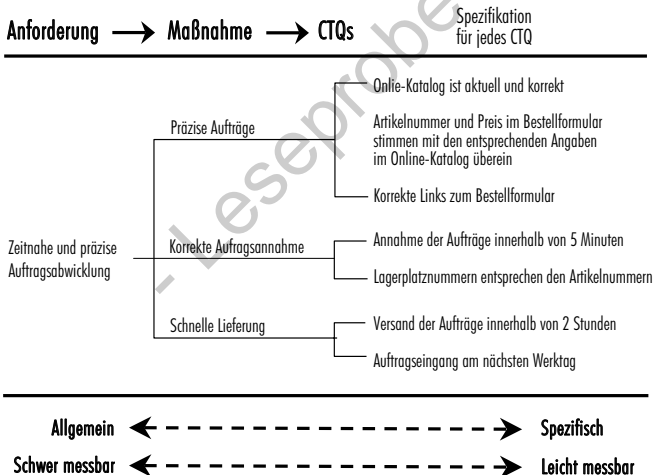 Anforderung → Maßnahme → CTQs
Spezifikation
für jedes CTQ
- Leseprobe
Onlie-Katalog ist aktuell und korrekt
Präzise Aufträge
Artikelnummer und Preis im Bestellformular
stimmen mit den entsprechenden Angaben
im Online-Katalog überein
Korrekte Links zum Bestellformular
Zeitnahe und präzise
Auftragsabwicklung
Korrekte Aufragsannahme
Annahme der Aufträge innerhalb von 5 Minuten
Lagerplatznummern entsprechen den Artikelnummern
Schnelle Lieferung
Versand der Aufträge innerhalb von 2 Stunden
Auftragseingang am nächsten Werktag
Allgemein Spezifisch
Schwer messbar Leicht messbar